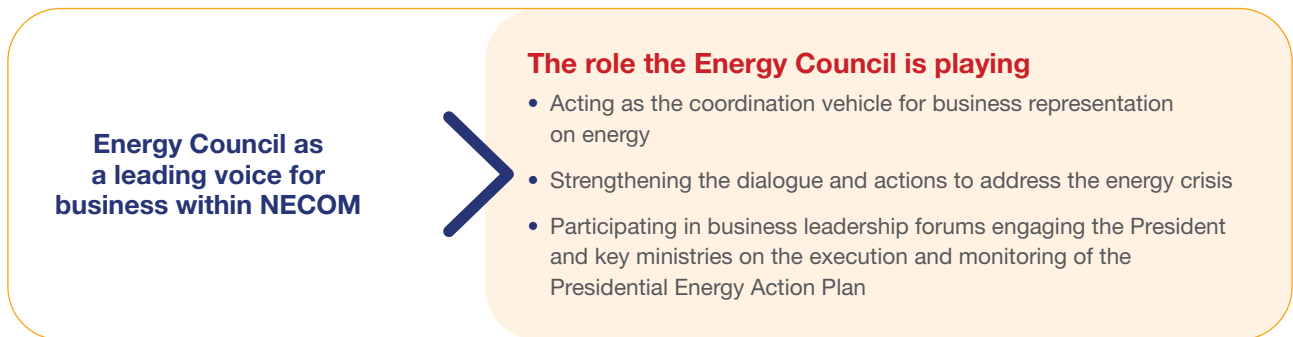 Energy Council as
a leading voice for
business within NECOM
The role the Energy Council is playing
• Acting as the coordination vehicle for business representation
on energy
• Strengthening the dialogue and actions to address the energy crisis
• Participating in business leadership forums engaging the President
and key ministries on the execution and monitoring of the
Presidential Energy Action Plan